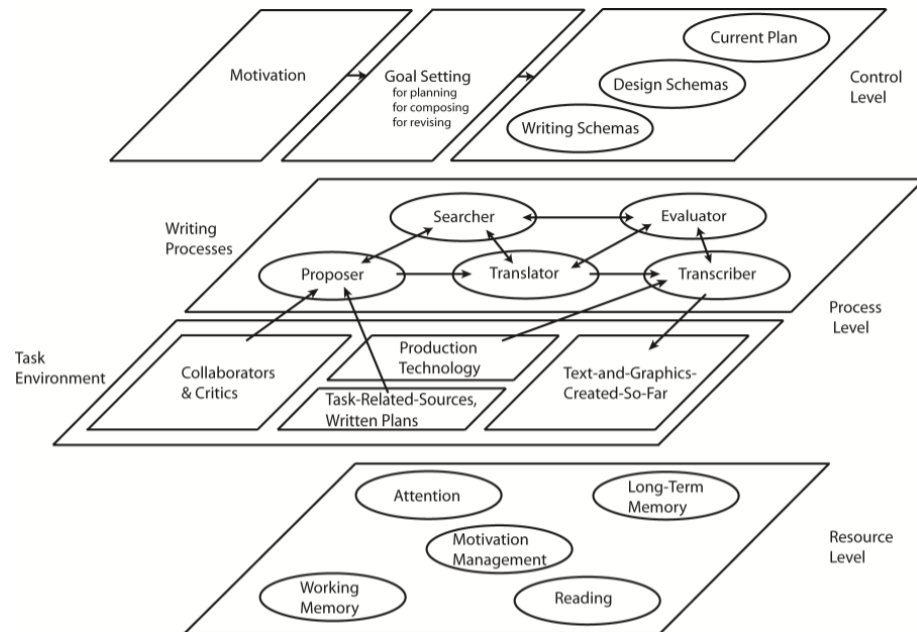 Motivation
Goal Setting
for planning
for composing
for revising
Current Plan
Design Schemas
Writing Schemas
Control
Level
Writing
Processes
Searcher
Evaluator
Proposer
Translator
Transcriber
Process
Level
Task
Environment
Collaborators
& Critics
Production
Technology
Task-Related-Sources,
Written Plans
Text-and-Graphics-
Created-So-Far
Attention
Long-Term
Memory
Motivation
Management
Working
Memory
Reading
Resource
Level